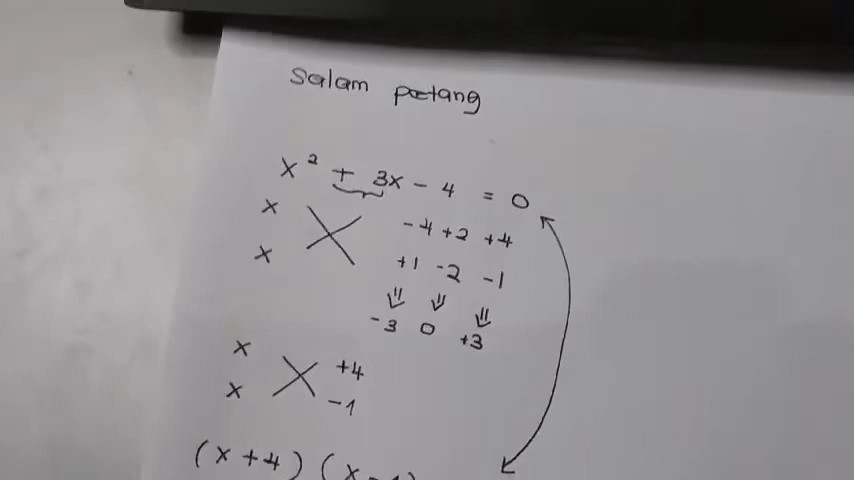 Salam petang
x² + 3x - 4 = 0
x -4 +2 +4
x +1 -2 -1
⇓ ⇓ ⇓
-3 0 +3
x +4
x -1
(x+4) (x-